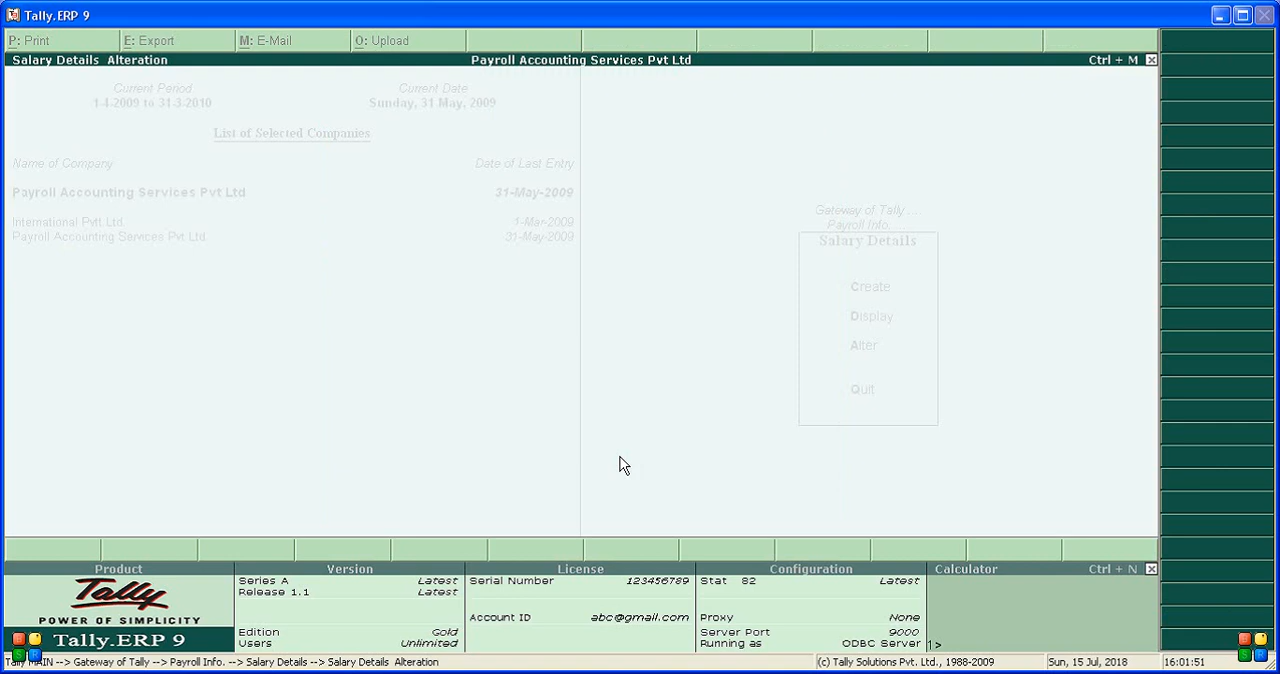 Tally.ERP 9
P: Print E: Export M: E-Mail O: Upload
Salary Details Alteration Payroll Accounting Services Pvt Ltd Ctrl + M
Current Period Current Date
1-4-2009 to 31-3-2010 Sunday, 31 May, 2009
List of Selected Companies
Name of Company Date of Last Entry
Payroll Accounting Services Pvt Ltd 31-May-2009
International Pvtt Ltd. 1-Mar-2009
Payroll Accounting Services Pvt Ltd. 31-May-2009
Gateway of Tally ....
Payroll Info. ...
Salary Details
Create
Display
Alter
Quit
Product Version License Configuration Calculator Ctrl + N
Tally
POWER OF SIMPLICITY
Tally.ERP 9
Series A Latest
Release 1.1 Latest
Edition Gold
Users Unlimited
Serial Number 123456789
Account ID abc@gmail.com
Stat 82 Latest
Proxy None
Server Port 9000
Running as ODBC Server
1>
Tally MAIN --> Gateway of Tally --> Payroll Info. --> Salary Details --> Salary Details Alteration (c) Tally Solutions Pvt. Ltd., 1988-2009 Sun, 15 Jul, 2018 16:01:51